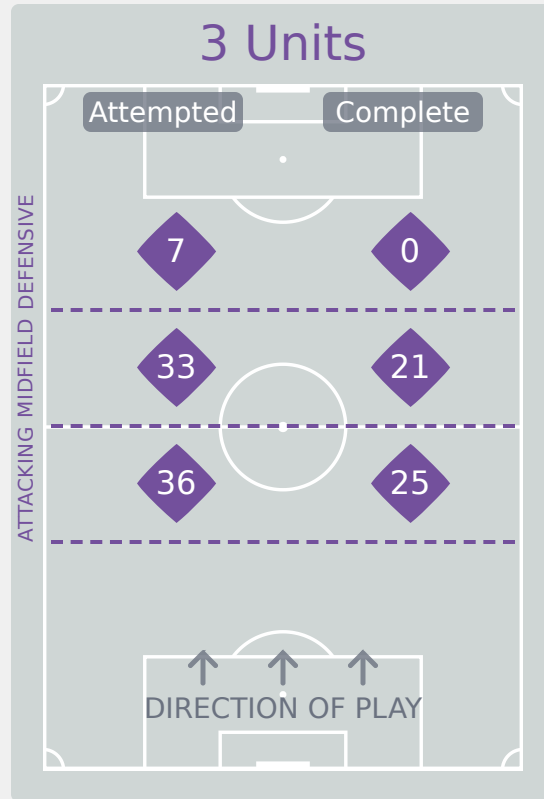 3 Units
Attempted Complete
7 0
33 21
36 25
ATTACKING MIDFIELD DEFENSIVE
DIRECTION OF PLAY